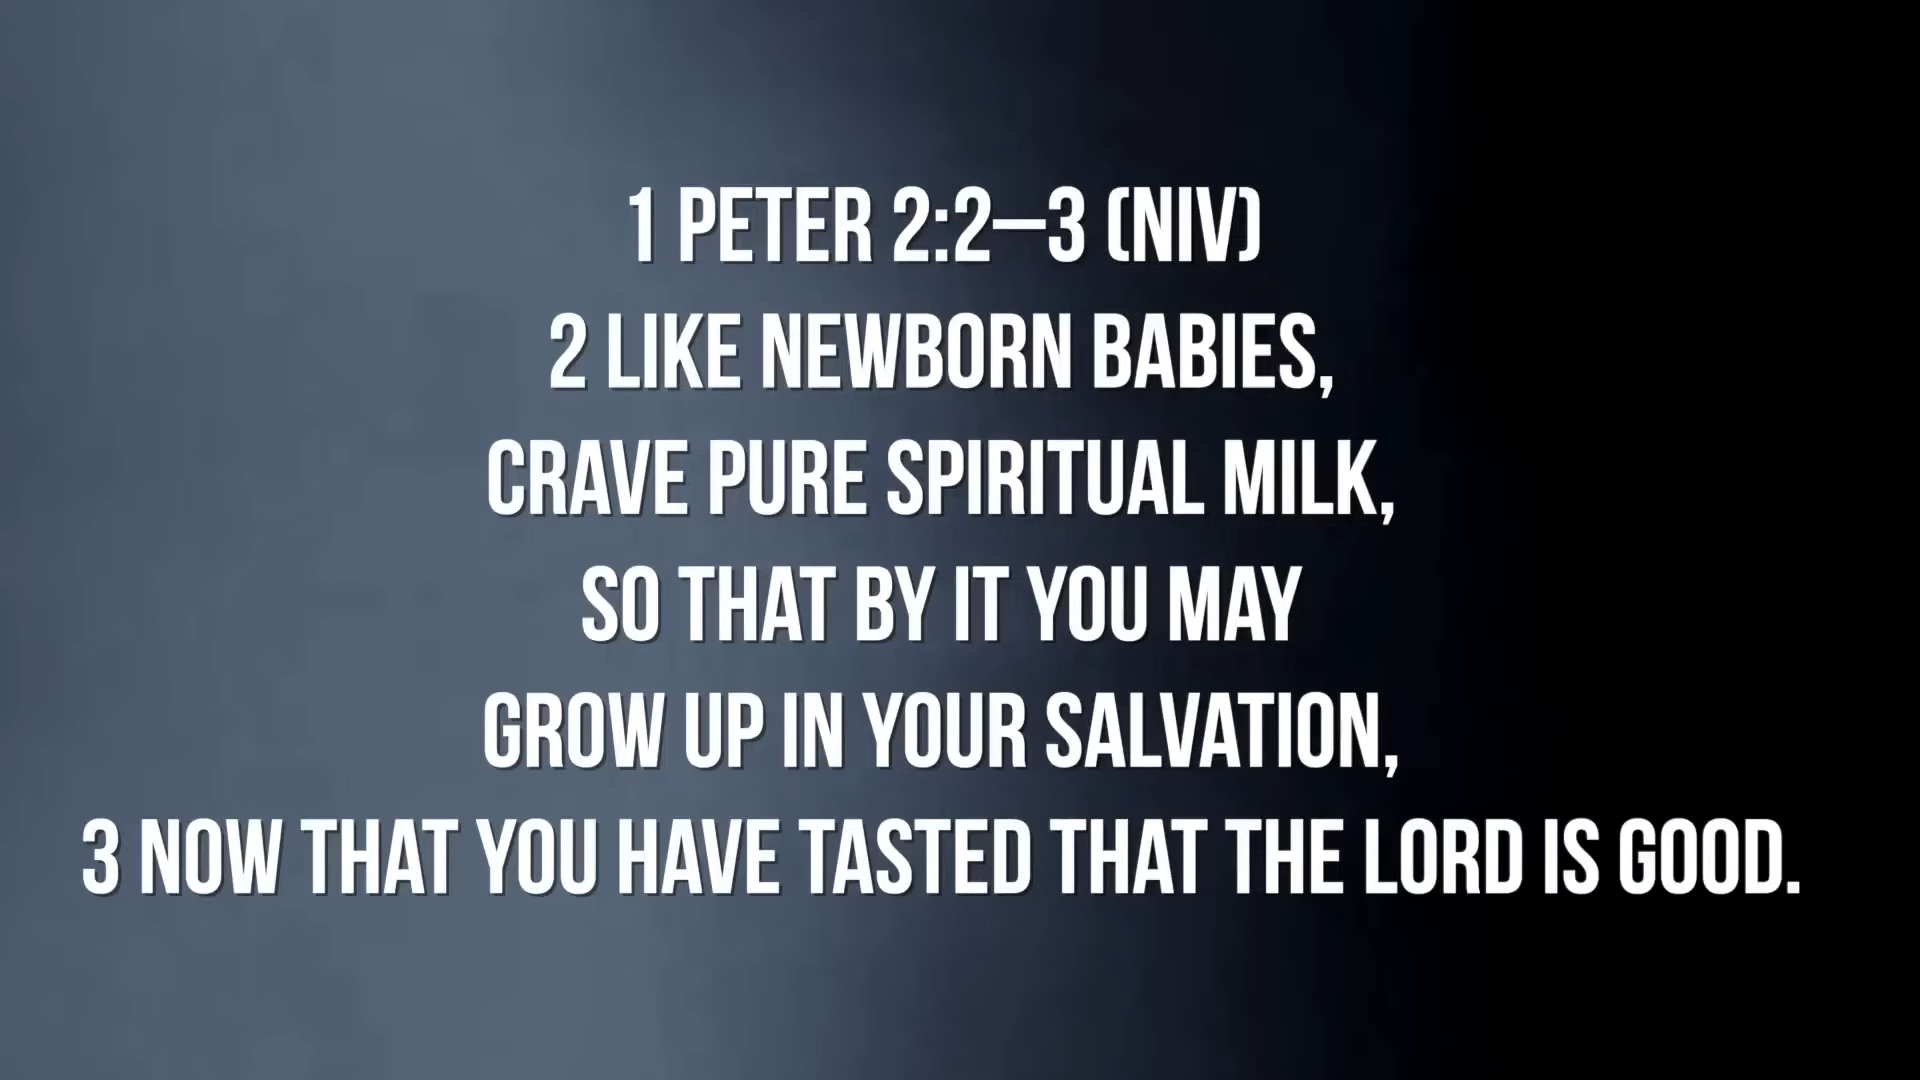 1 PETER 2:2–3 (NIV)
2 LIKE NEWBORN BABIES,
CRAVE PURE SPIRITUAL MILK,
SO THAT BY IT YOU MAY
GROW UP IN YOUR SALVATION,
3 NOW THAT YOU HAVE TASTED THAT THE LORD IS GOOD.